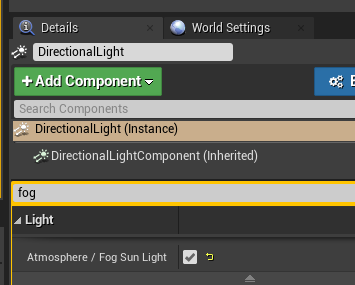 Details
World Settings
DirectionalLight
+ Add Component
Search Components
DirectionalLight (Instance)
DirectionalLightComponent (Inherited)
fog
Light
Atmosphere / Fog Sun Light